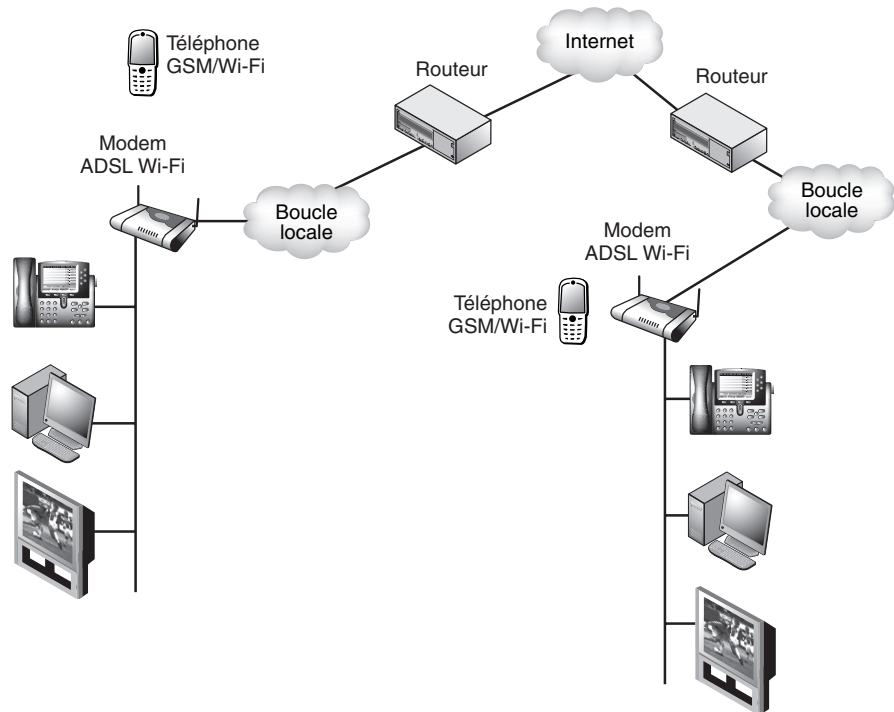 Téléphone
GSM/Wi-Fi
Internet
Routeur
Routeur
Modem
ADSL Wi-Fi
Boucle
locale
Boucle
locale
Modem
ADSL Wi-Fi
Téléphone
GSM/Wi-Fi